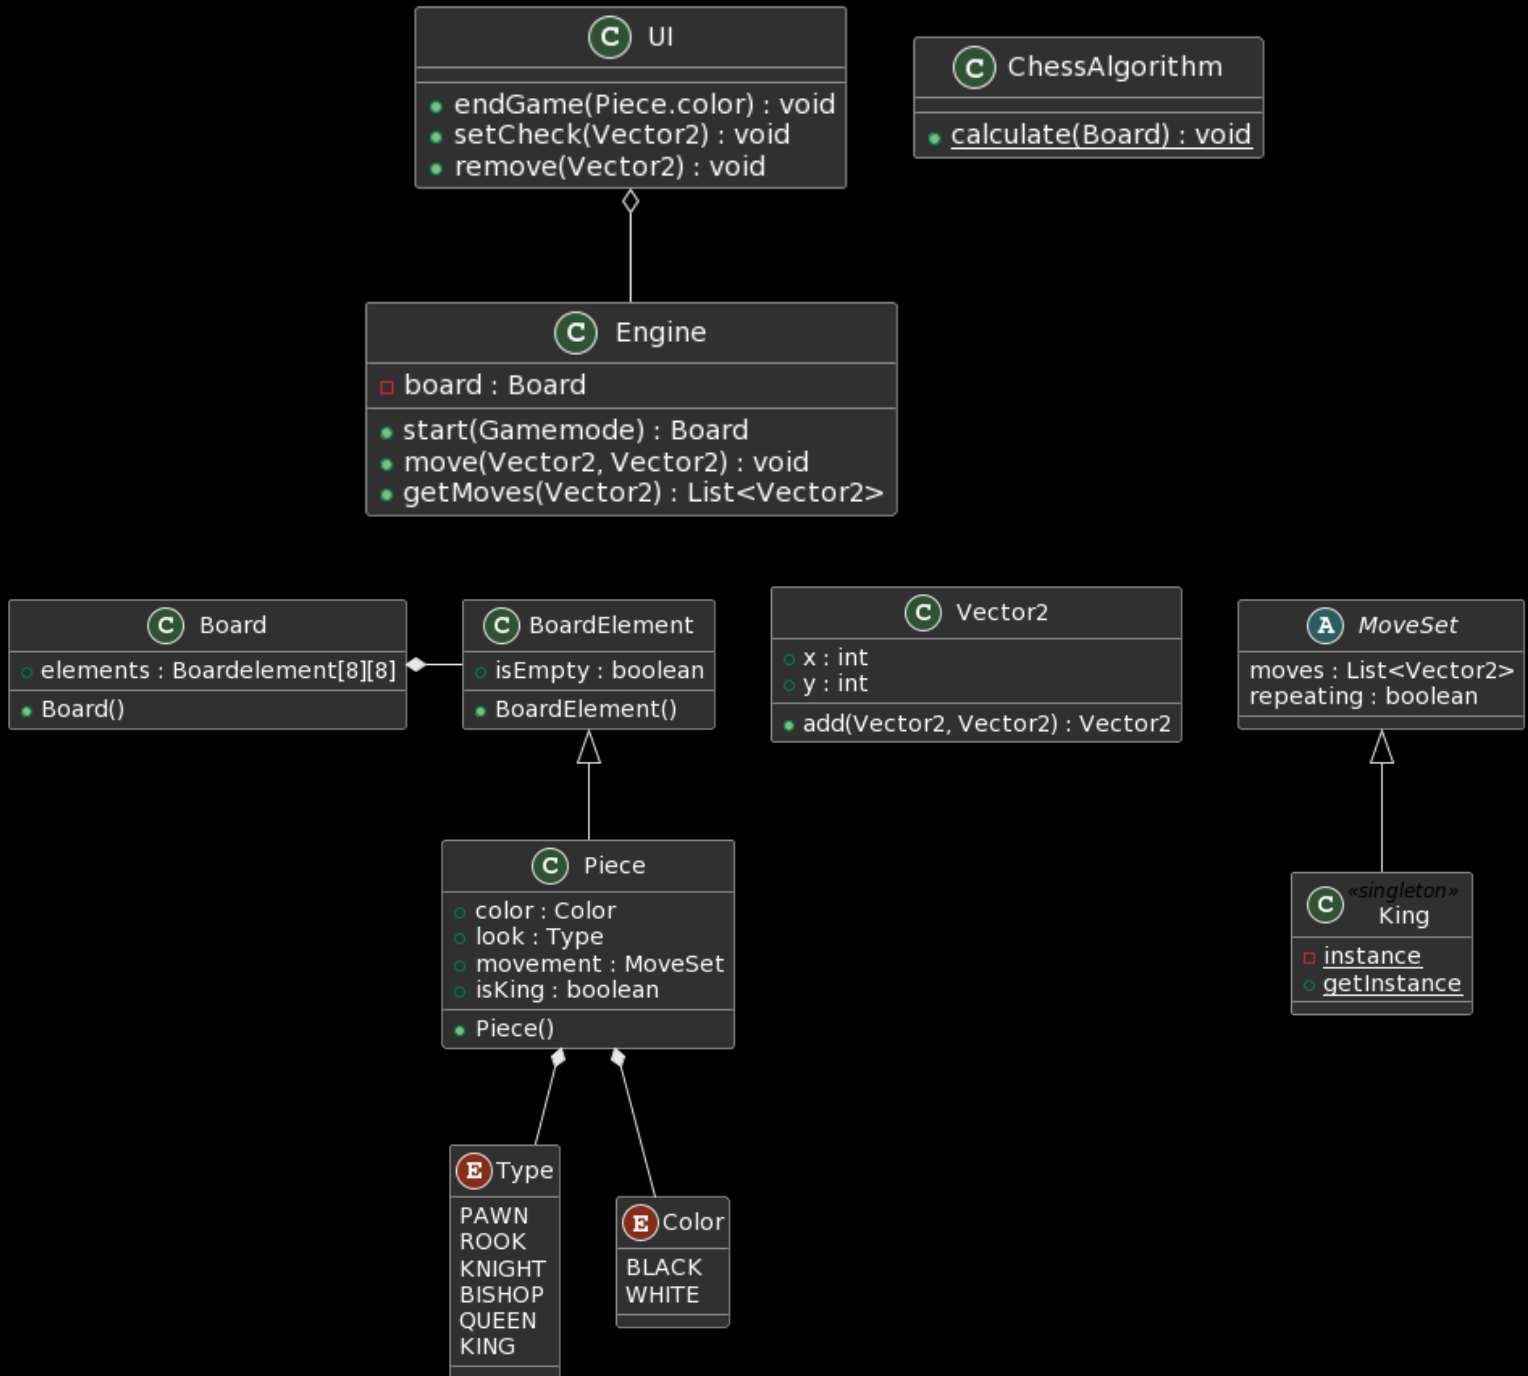 C UI
endGame(Piece.color) : void
setCheck(Vector2) : void
remove(Vector2) : void
C ChessAlgorithm
calculate(Board) : void
C Engine
board : Board
start(Gamemode) : Board
move(Vector2, Vector2) : void
getMoves(Vector2) : List<Vector2>
C Board
elements : Boardelement[8][8]
Board()
C BoardElement
isEmpty : boolean
BoardElement()
C Vector2
x : int
y : int
add(Vector2, Vector2) : Vector2
A MoveSet
moves : List<Vector2>
repeating : boolean
C Piece
color : Color
look : Type
movement : MoveSet
isKing : boolean
Piece()
«singleton»
C King
instance
getInstance
E Type
PAWN
ROOK
KNIGHT
BISHOP
QUEEN
KING
E Color
BLACK
WHITE